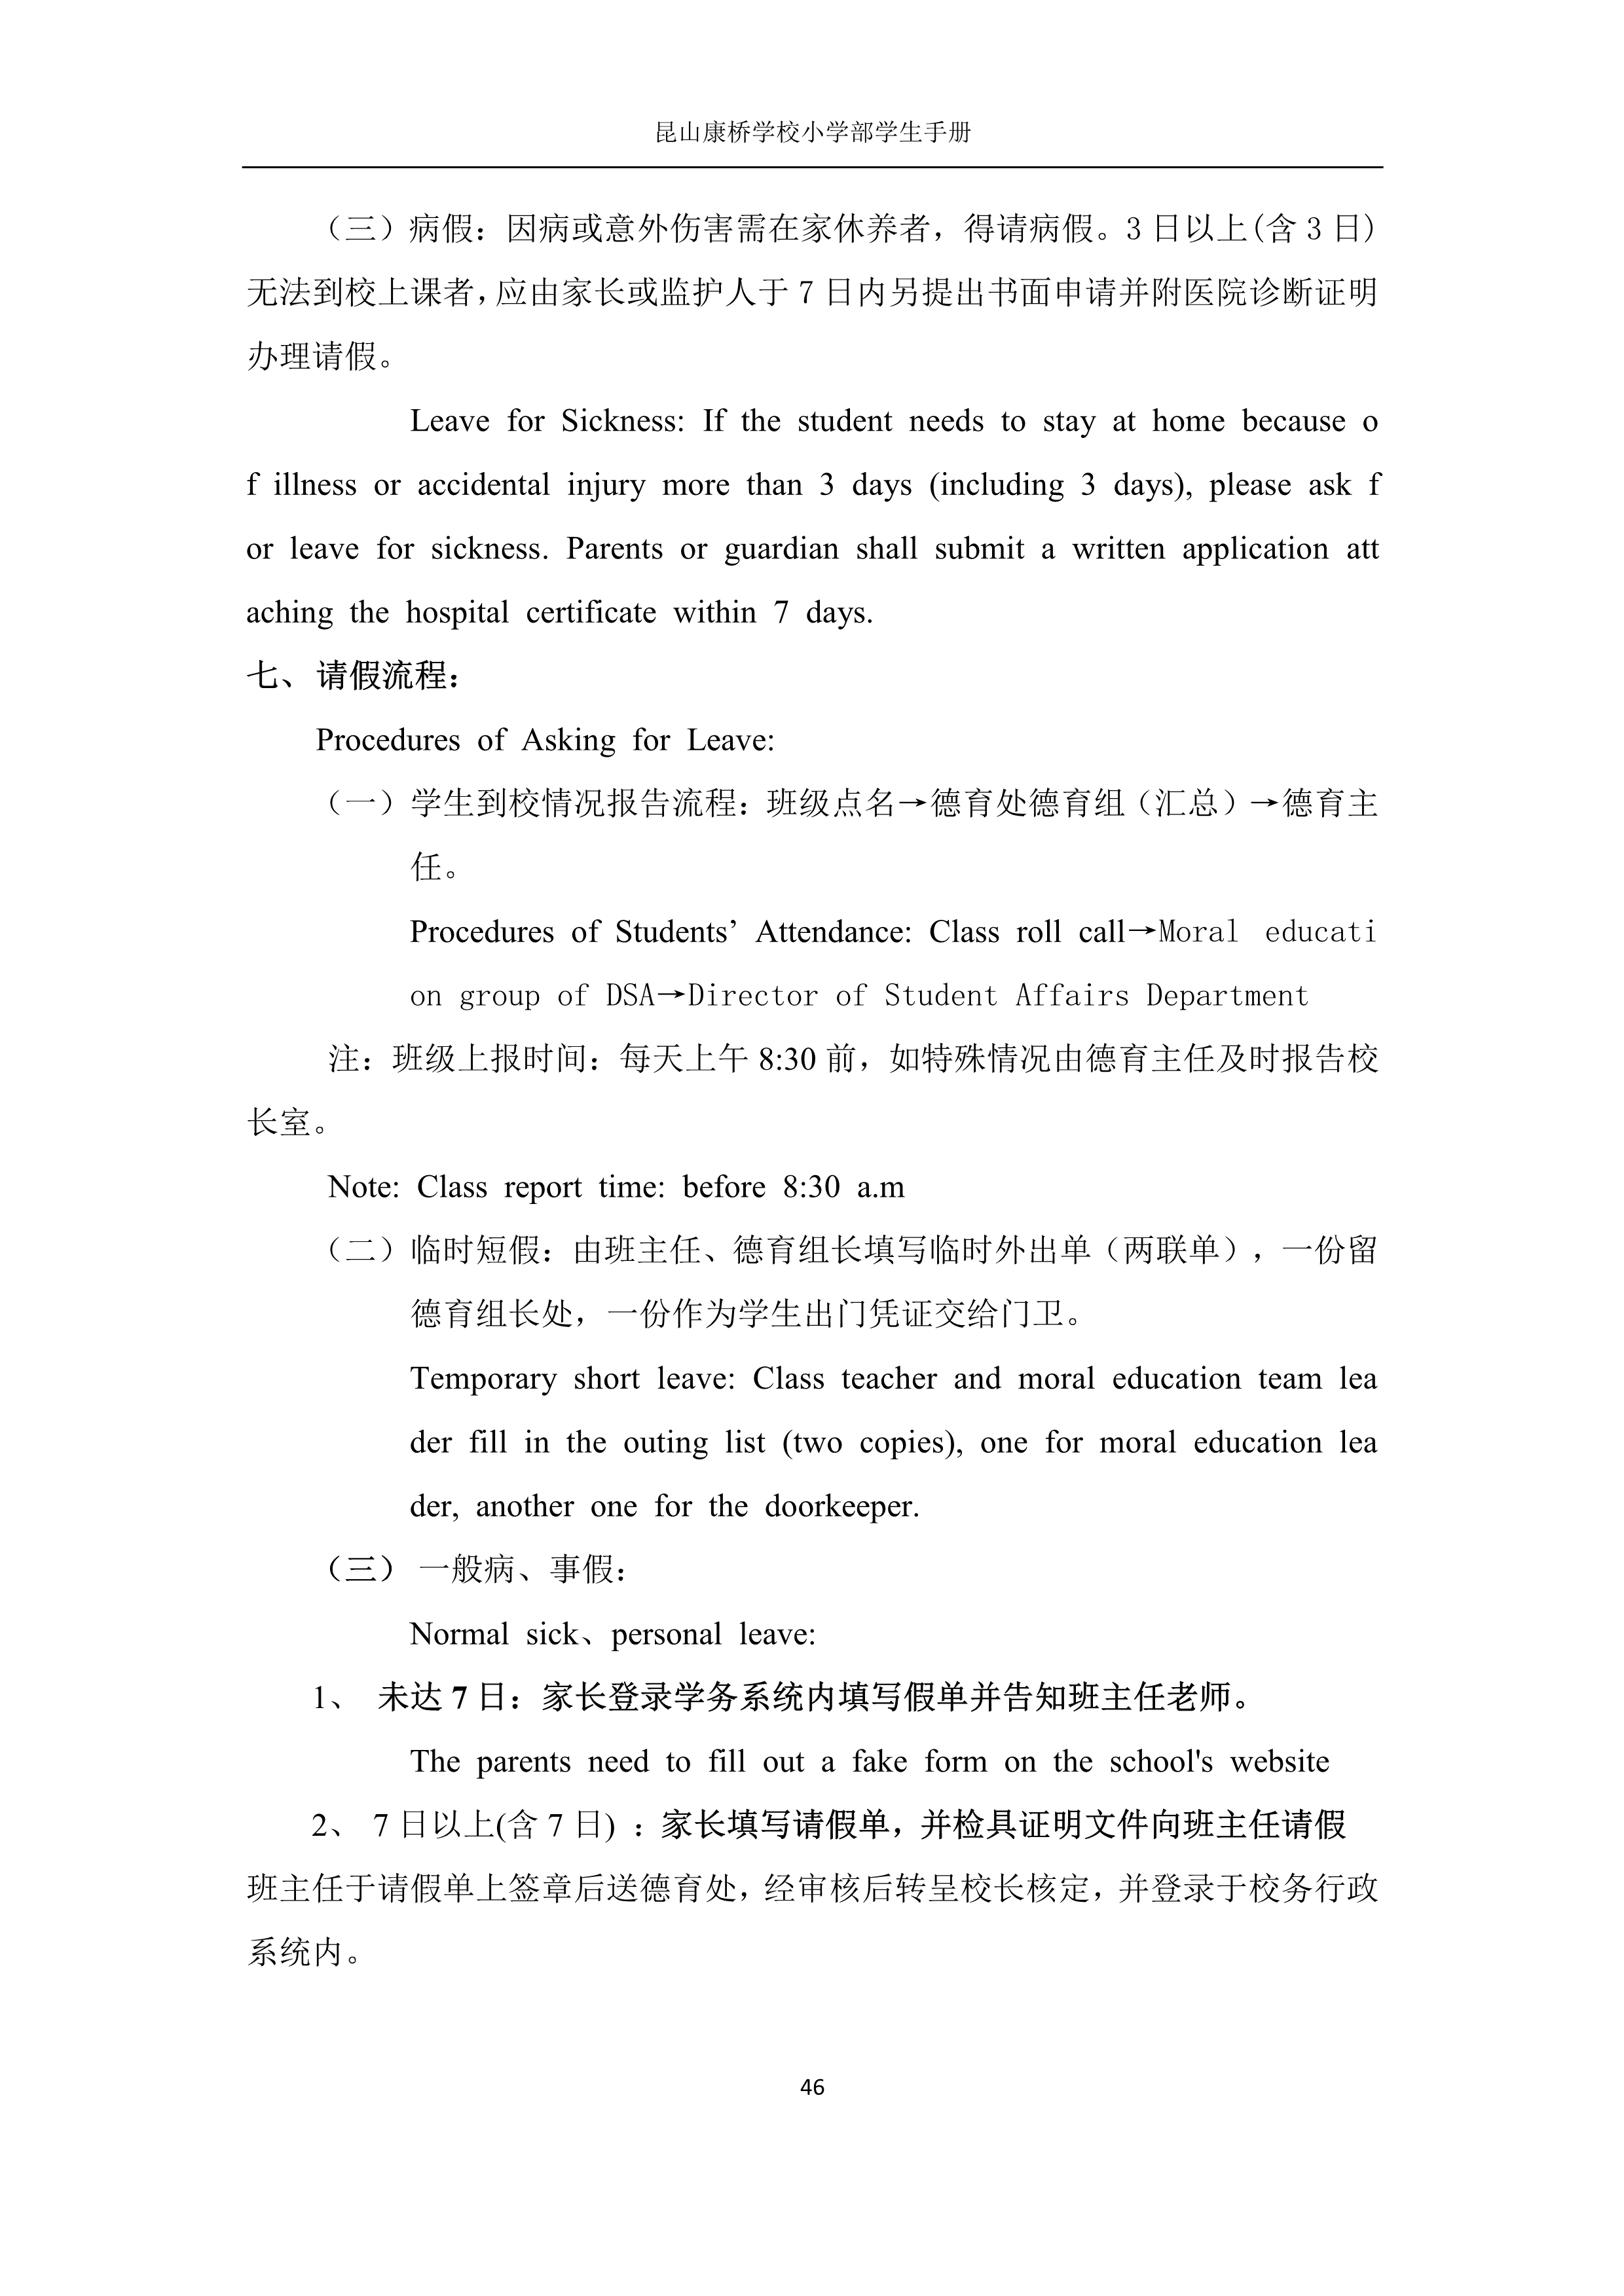 昆山康桥学校小学部学生手册
（三）病假：因病或意外伤害需在家休养者，得请病假。3 日以上(含 3 日)
无法到校上课者，应由家长或监护人于 7 日内另提出书面申请并附医院诊断证明
办理请假。
Leave for Sickness: If the student needs to stay at home because o
f illness or accidental injury more than 3 days (including 3 days), please ask f
or leave for sickness. Parents or guardian shall submit a written application att
aching the hospital certificate within 7 days.
七、请假流程：
Procedures of Asking for Leave:
（一）学生到校情况报告流程：班级点名→德育处德育组（汇总）→德育主
任。
Procedures of Students’ Attendance: Class roll call→Moral educati
on group of DSA→Director of Student Affairs Department
注：班级上报时间：每天上午 8:30 前，如特殊情况由德育主任及时报告校
长室。
Note: Class report time: before 8:30 a.m
（二）临时短假：由班主任、德育组长填写临时外出单（两联单），一份留
德育组长处，一份作为学生出门凭证交给门卫。
Temporary short leave: Class teacher and moral education team lea
der fill in the outing list (two copies), one for moral education lea
der, another one for the doorkeeper.
（三） 一般病、事假：
Normal sick、personal leave:
1、 未达 7 日：家长登录学务系统内填写假单并告知班主任老师。
The parents need to fill out a fake form on the school's website
2、 7 日以上(含 7 日) ：家长填写请假单，并检具证明文件向班主任请假
班主任于请假单上签章后送德育处，经审核后转呈校长核定，并登录于校务行政
系统内。
46